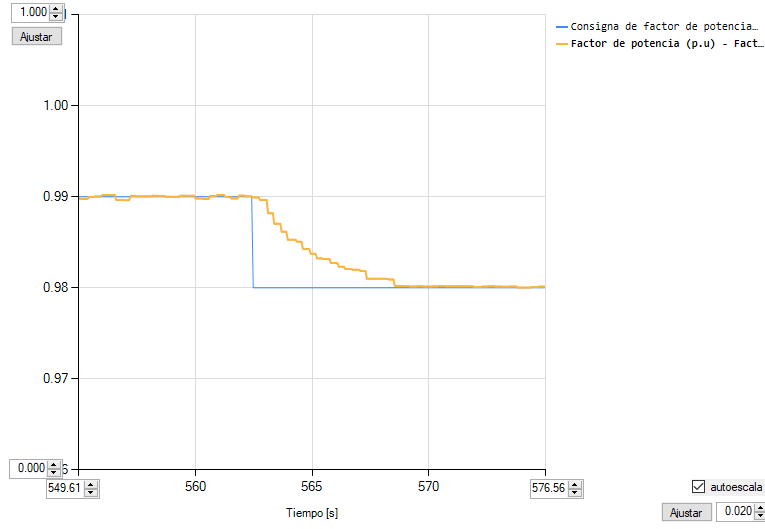 1.000
Ajustar
Consigna de factor de potencia…
Factor de potencia (p.u) - Fact…
1.00
0.99
0.98
0.97
0.000
6
549.61
560
565
570
576.56
autoescala
Tiempo [s]
Ajustar
0.020